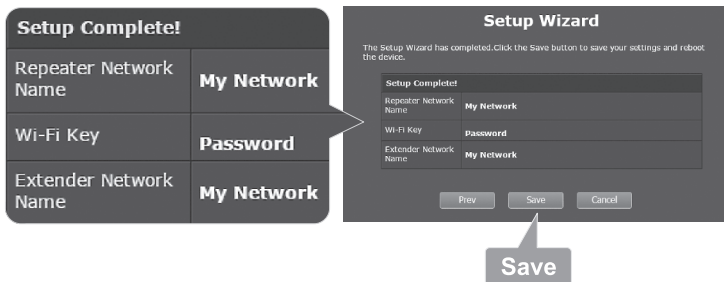 Setup Complete!
Repeater Network
Name
My Network
Wi-Fi Key
Password
Extender Network
Name
My Network
Setup Wizard
The Setup Wizard has completed.Click the Save button to save your settings and reboot
the device.
Setup Complete!
Repeater Network
Name
My Network
Wi-Fi Key
Password
Extender Network
Name
My Network
Prev
Save
Cancel
Save